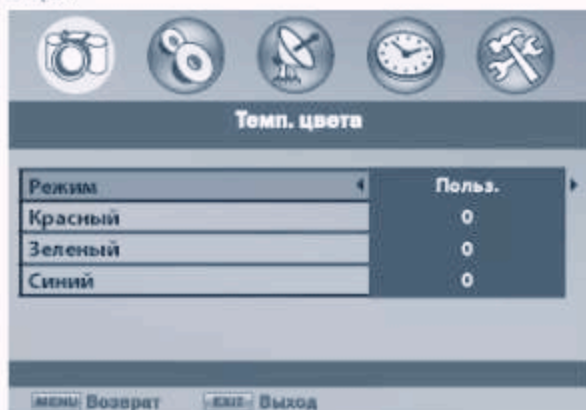 Темп. цвета
Режим Польз.
Красный 0
Зеленый 0
Синий 0
MENU Возврат EXIT Выход